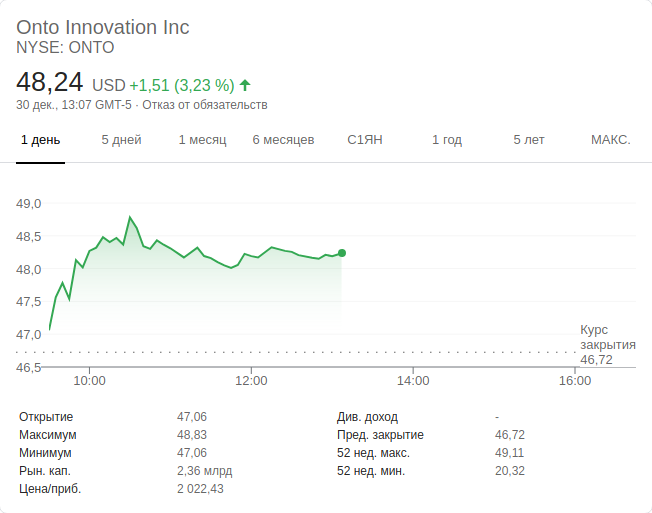 Onto Innovation Inc
NYSE: ONTO
48,24 USD +1,51 (3,23 %)
30 дек., 13:07 GMT-5 · Отказ от обязательств
1 день 5 дней 1 месяц 6 месяцев С1ЯН 1 год 5 лет МАКС.
49,0
48,5
48,0
47,5
47,0
46,5
Курс
закрытия
46,72
10:00 12:00 14:00 16:00
Открытие 47,06 Див. доход -
Максимум 48,83 Пред. закрытие 46,72
Минимум 47,06 52 нед. макс. 49,11
Рын. кап. 2,36 млрд 52 нед. мин. 20,32
Цена/приб. 2 022,43